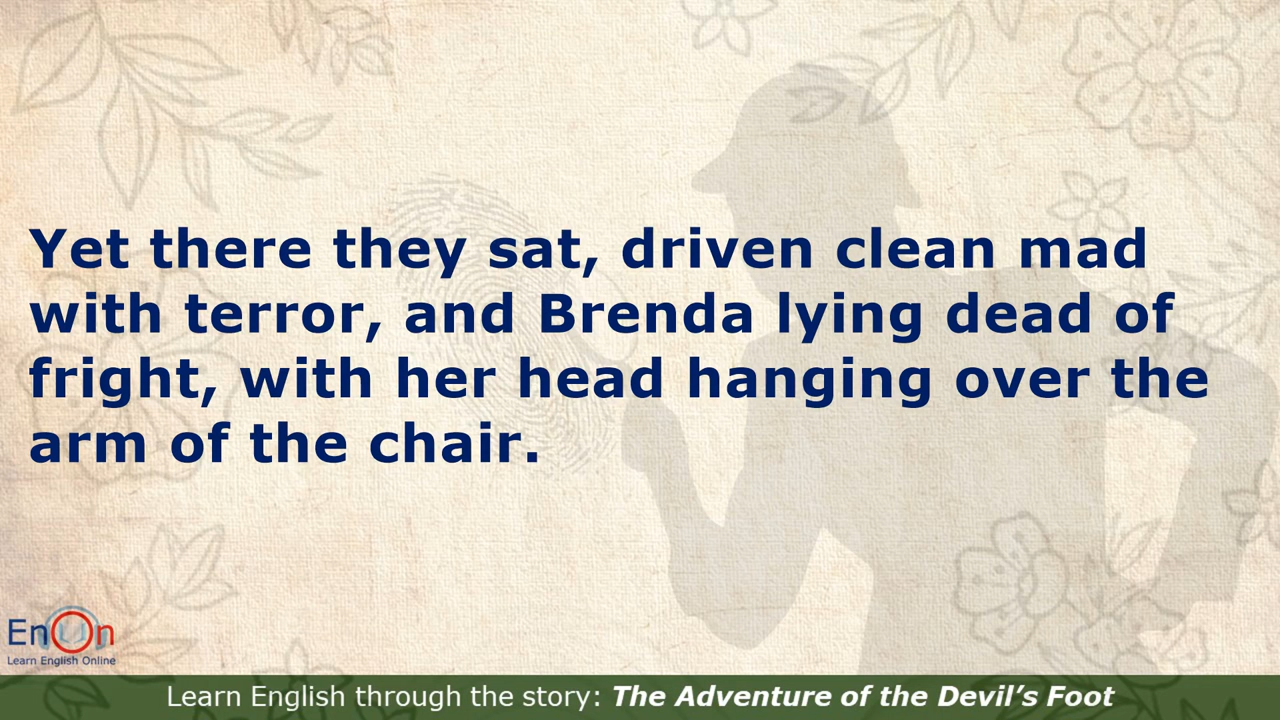 Yet there they sat, driven clean mad
with terror, and Brenda lying dead of
fright, with her head hanging over the
arm of the chair.
EnOn
Learn English Online
Learn English through the story: The Adventure of the Devil’s Foot